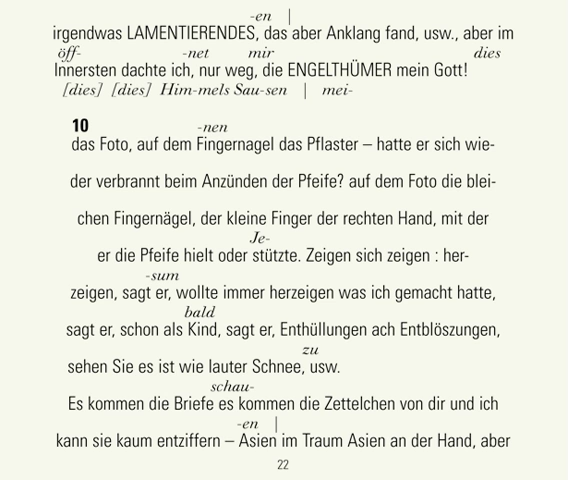 -en |
irgendwas LAMENTIERENDES, das aber Anklang fand, usw., aber im
öff- -net mir dies
Innersten dachte ich, nur weg, die ENGELTHÜMER mein Gott!
[dies] [dies] Him-mels Sau-sen | mei-
10 -nen
das Foto, auf dem Fingernagel das Pflaster – hatte er sich wie-
der verbrannt beim Anzünden der Pfeife? auf dem Foto die blei-
chen Fingernägel, der kleine Finger der rechten Hand, mit der
Je-
er die Pfeife hielt oder stützte. Zeigen sich zeigen : her-
-sum
zeigen, sagt er, wollte immer herzeigen was ich gemacht hatte,
bald
sagt er, schon als Kind, sagt er, Enthüllungen ach Entblöszungen,
zu
sehen Sie es ist wie lauter Schnee, usw.
schau-
Es kommen die Briefe es kommen die Zettelchen von dir und ich
-en |
kann sie kaum entziffern – Asien im Traum Asien an der Hand, aber
22